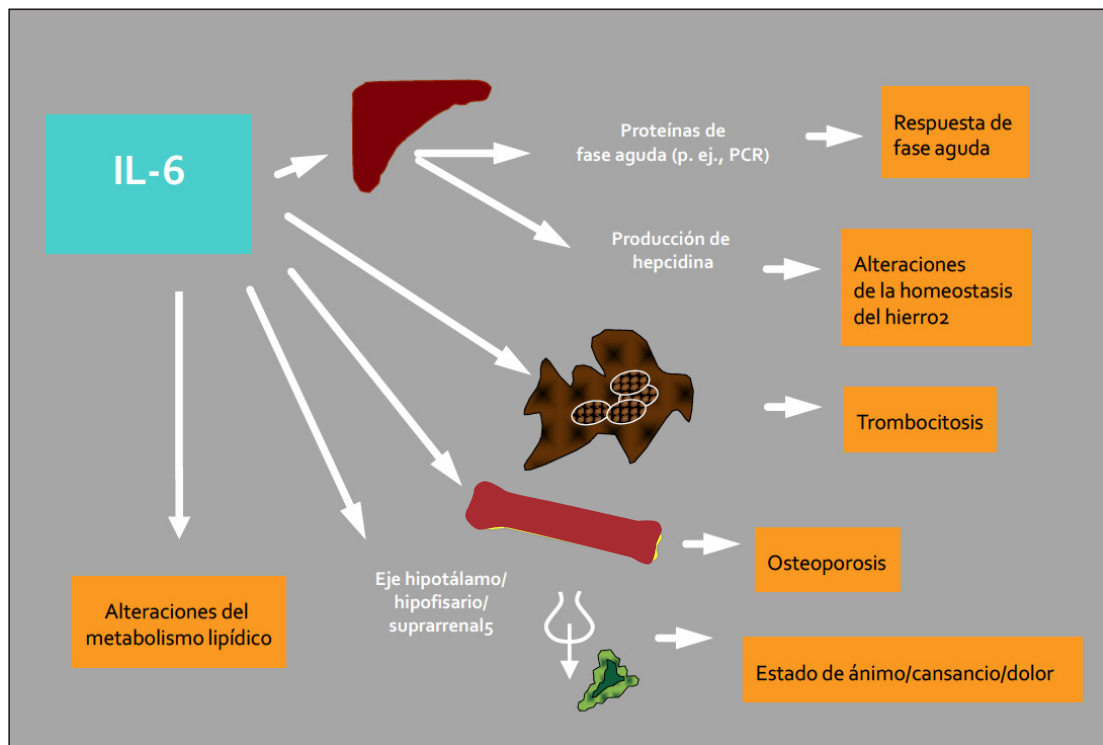 IL-6
Proteínas de
fase aguda (p. ej., PCR)
Respuesta de
fase aguda
Producción de
hepcidina
Alteraciones
de la homeostasis
del hierro2
Trombocitosis
Osteoporosis
Eje hipotálamo/
hipofisario/
suprarrenal5
Alteraciones del
metabolismo lipídico
Estado de ánimo/cansancio/dolor